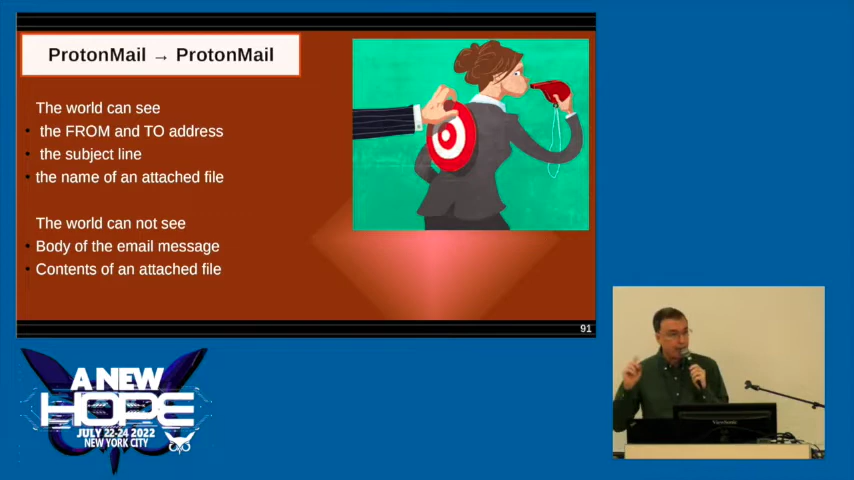 ProtonMail → ProtonMail
The world can see
• the FROM and TO address
• the subject line
• the name of an attached file
The world can not see
• Body of the email message
• Contents of an attached file
91
A NEW
HOPE
JULY 22-24 2022
NEW YORK CITY
ViewSonic